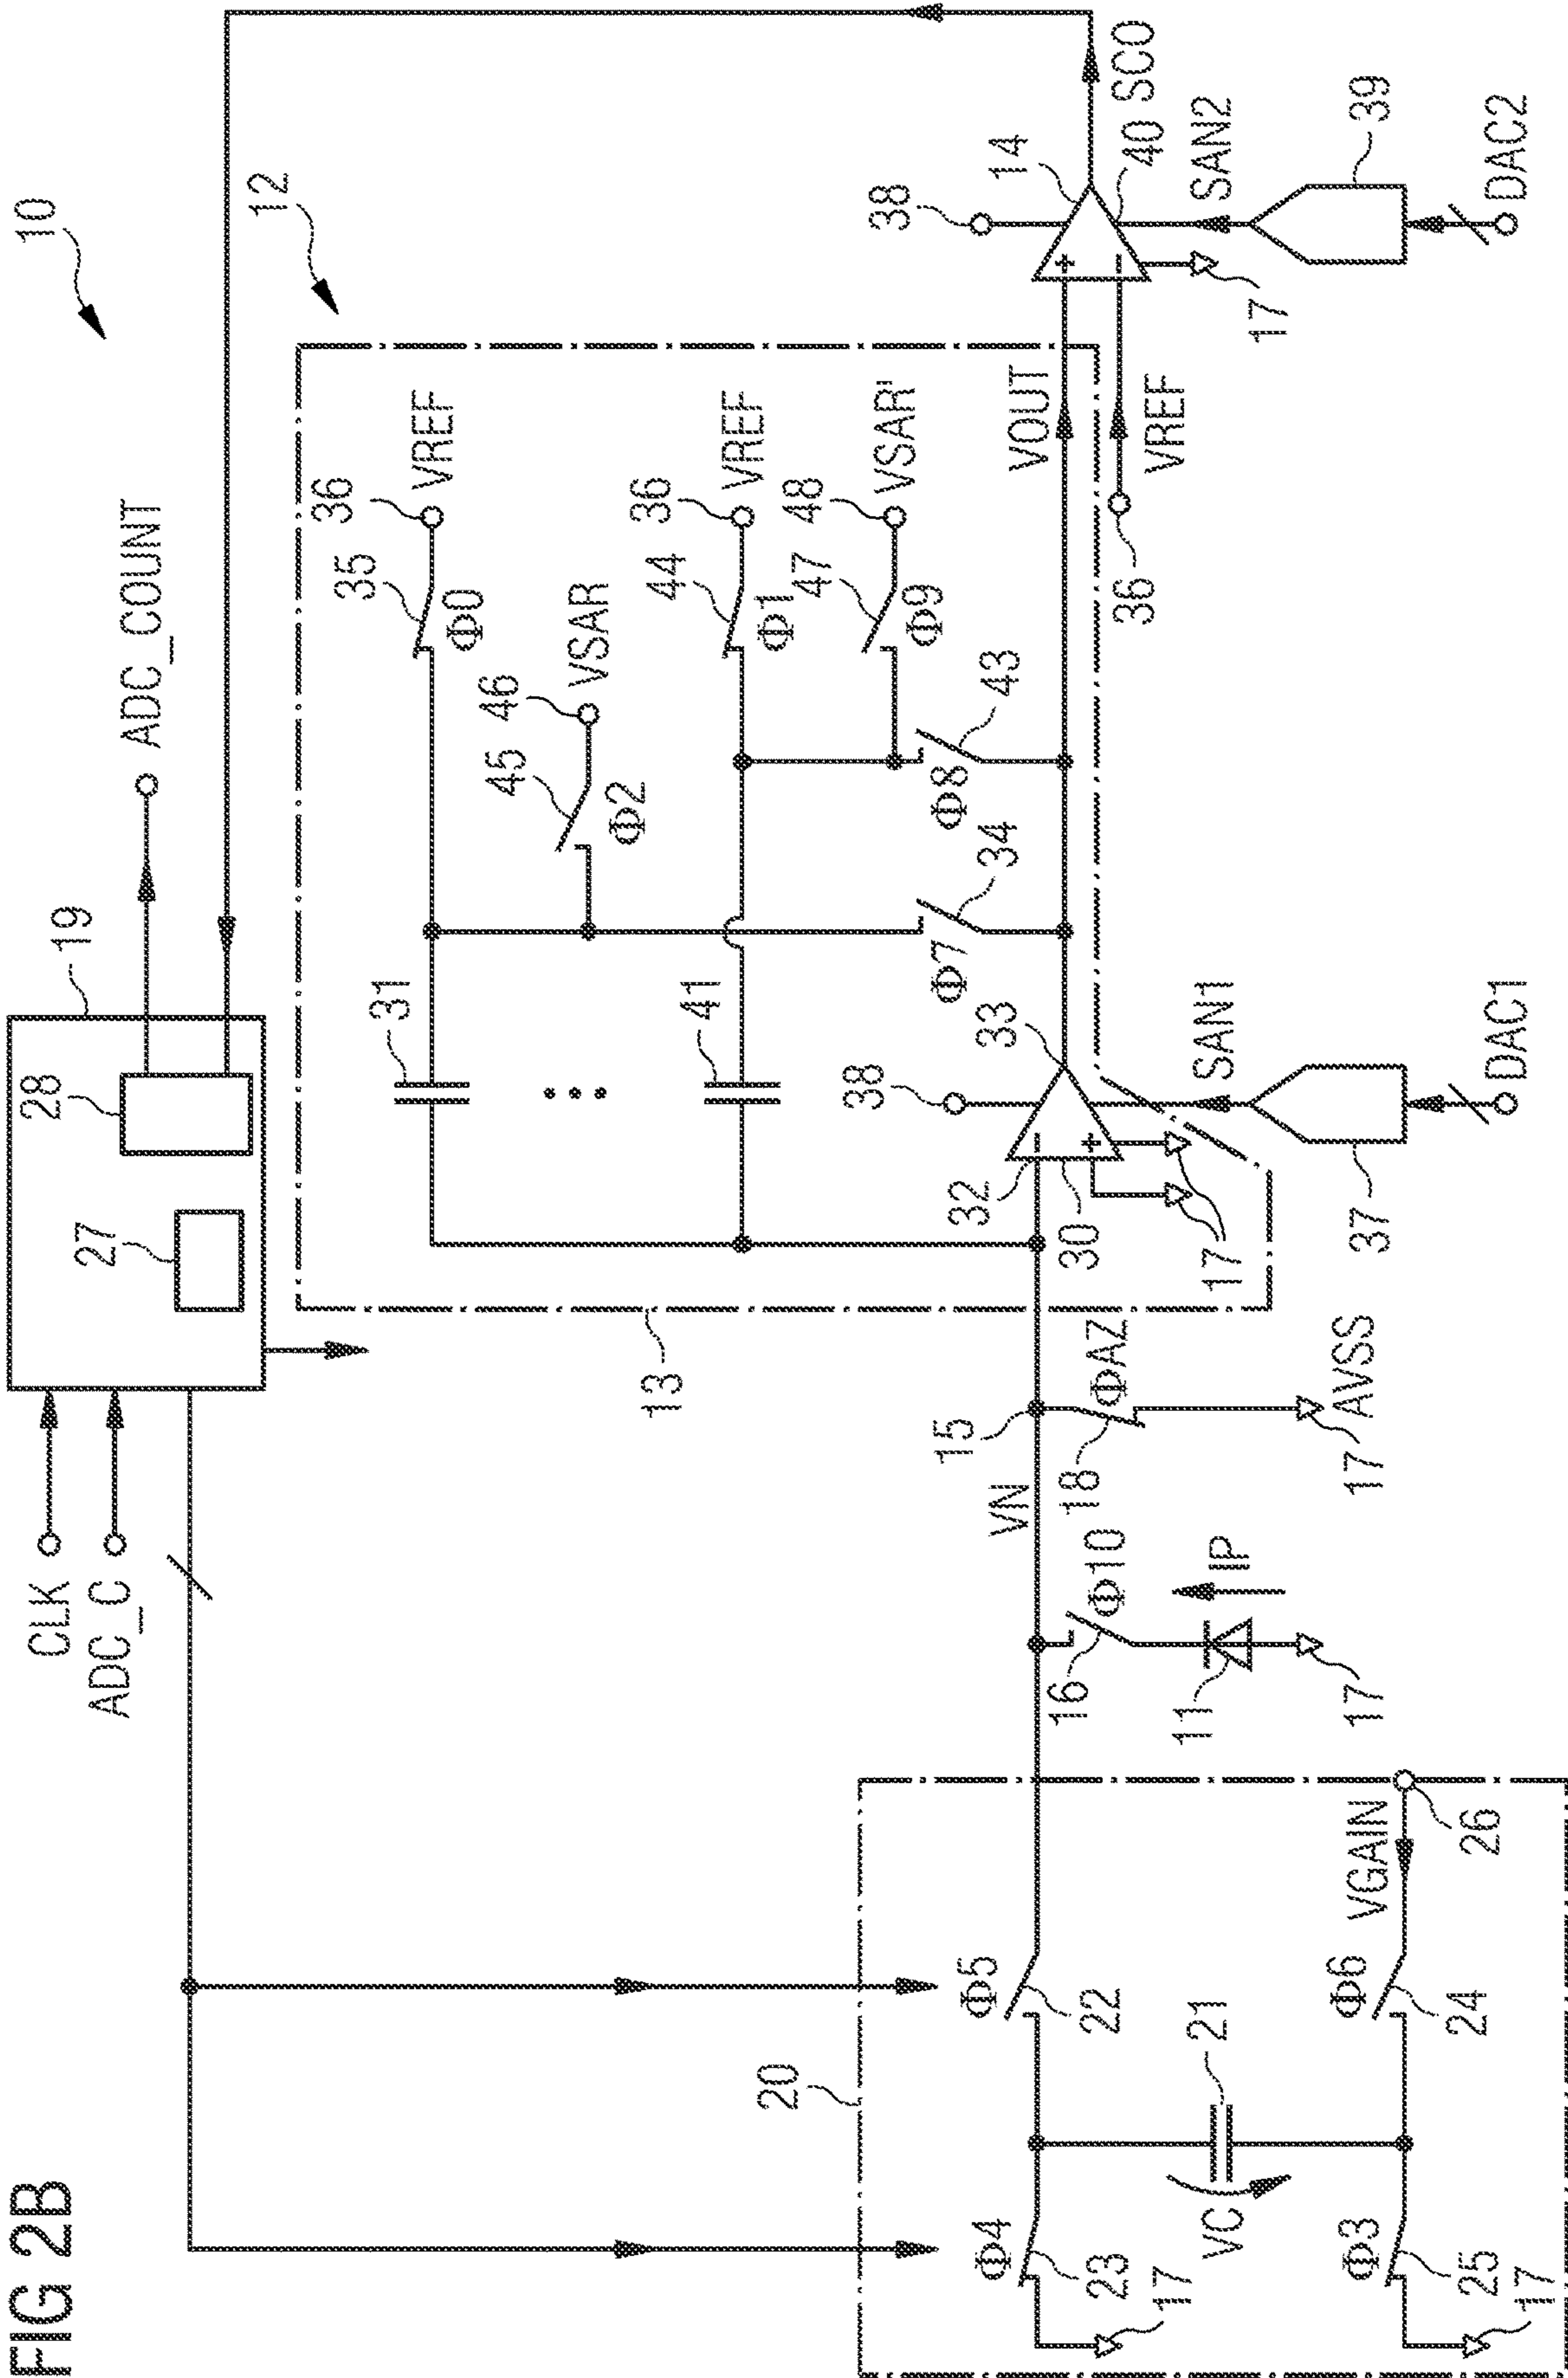 FIG 2B
10
CLK
ADC_C
19
27
28
ADC_COUNT
12
13
31
35
36
VREF
Φ0
45
46
VSAR
Φ2
41
44
36
VREF
Φ1
47
48
VSAR'
Φ9
Φ7
34
Φ8
43
38
32
33
30
17
VOUT
36
VREF
38
14
40
SCO
17
SAN2
39
DAC2
SAN1
37
DAC1
VN
15
18
ΦAZ
17
AVSS
16
Φ10
11
IP
17
20
Φ4
23
17
Φ5
22
VC
21
Φ3
25
17
Φ6
24
VGAIN
26